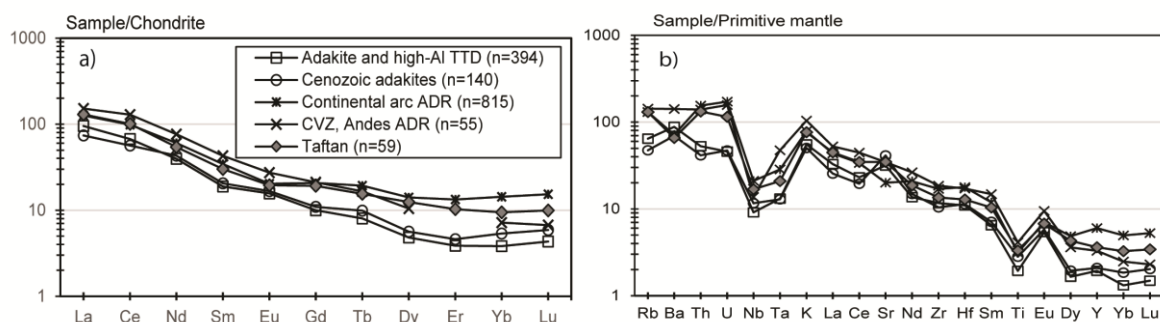 Sample/Chondrite
1000
100
10
1
a)
Adakite and high-Al TTD (n=394)
Cenozoic adakites (n=140)
Continental arc ADR (n=815)
CVZ, Andes ADR (n=55)
Taftan (n=59)
La Ce Nd Sm Eu Gd Tb Dy Er Yb Lu
Sample/Primitive mantle
1000
100
10
1
b)
Rb Ba Th U Nb Ta K La Ce Sr Nd Zr Hf Sm Ti Eu Dy Y Yb Lu